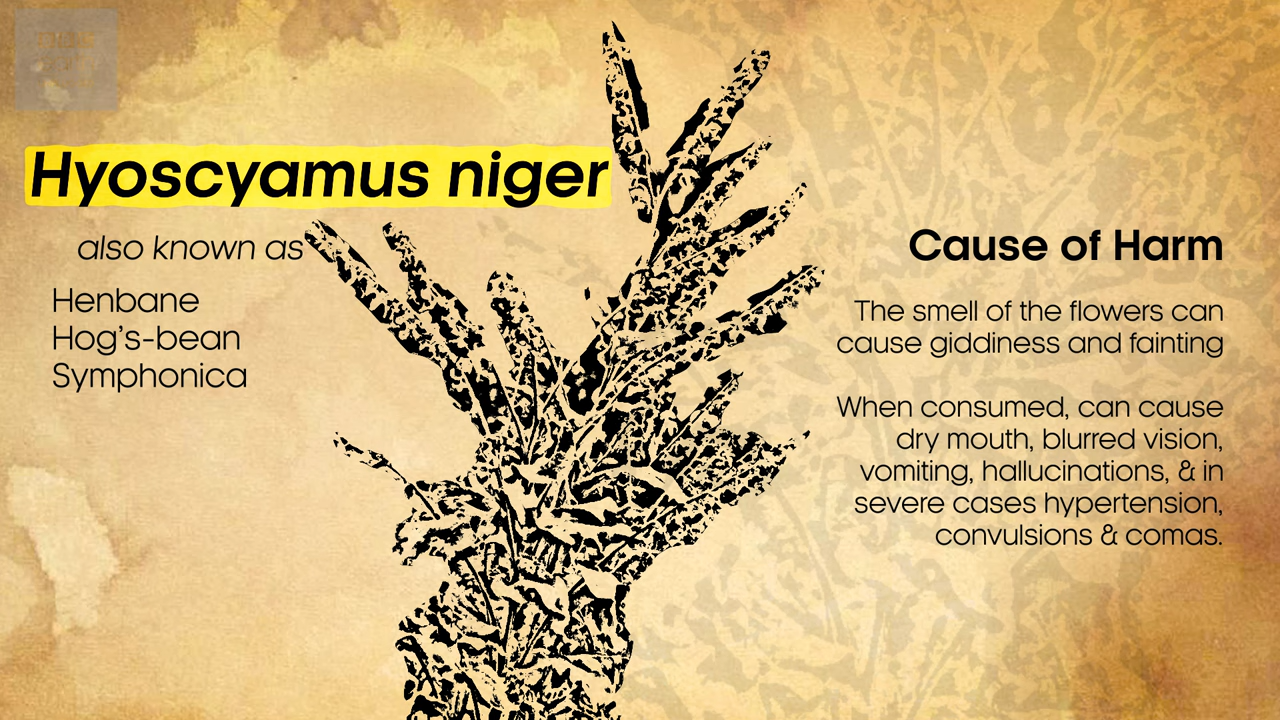 Hyoscyamus niger
also known as
Henbane
Hog's-bean
Symphonica
Cause of Harm
The smell of the flowers can
cause giddiness and fainting
When consumed, can cause
dry mouth, blurred vision,
vomiting, hallucinations, & in
severe cases hypertension,
convulsions & comas.